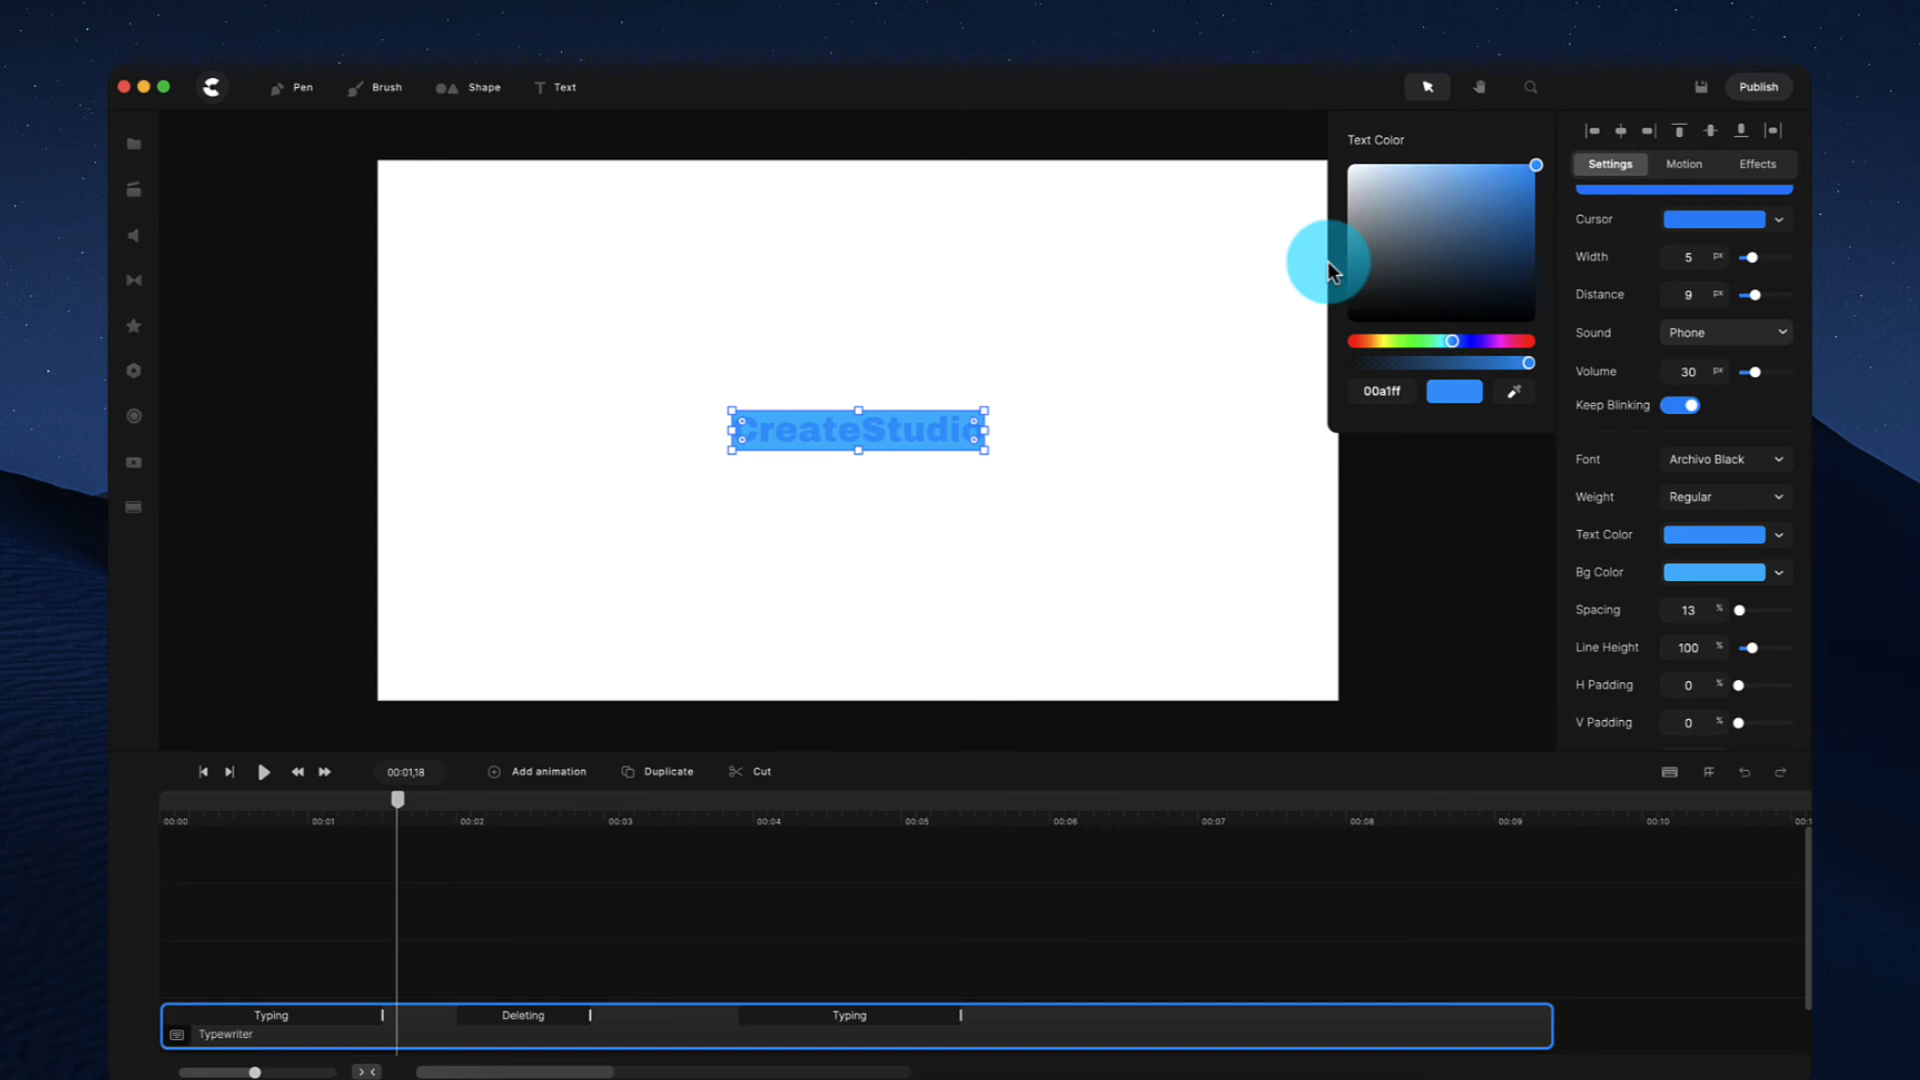 Pen
Brush
Shape
Text
Publish
Text Color
00a1ff
Settings
Motion
Effects
Cursor
Width 5 px
Distance 9 px
Sound Phone
Volume 30 px
Keep Blinking
Font Archivo Black
Weight Regular
Text Color
Bg Color
Spacing 13 %
Line Height 100 %
H Padding 0 %
V Padding 0 %
CreateStudio
00:01,18
Add animation
Duplicate
Cut
00:00 00:01 00:02 00:03 00:04 00:05 00:06 00:07 00:08 00:09 00:10
Typing Deleting Typing
Typewriter